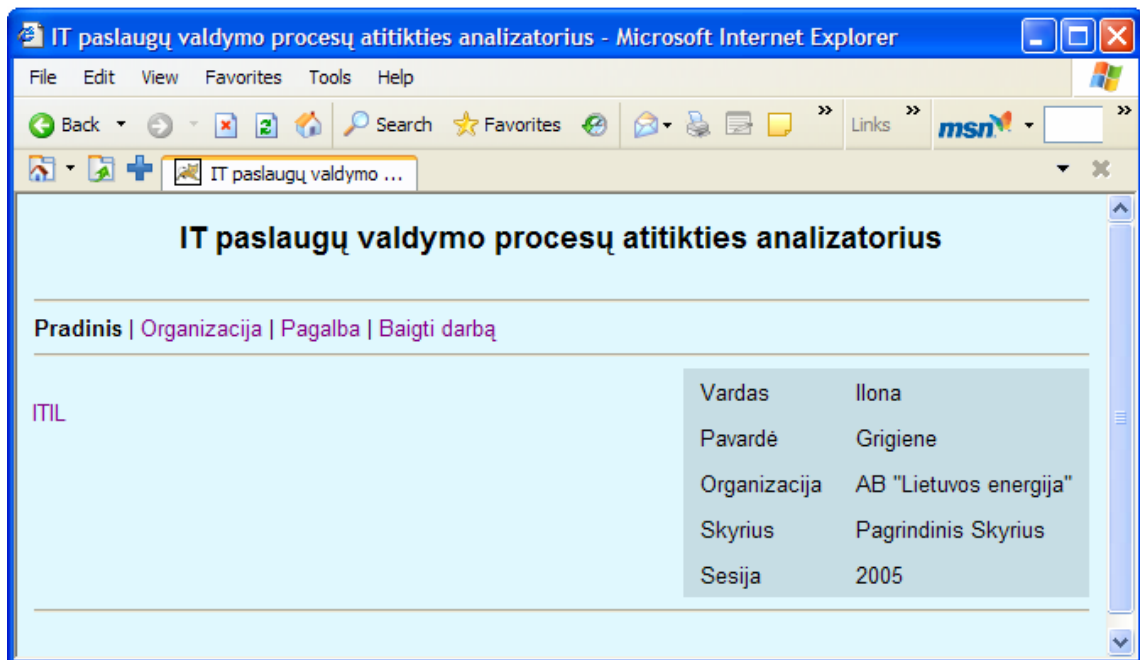 IT paslaugų valdymo procesų atitikties analizatorius - Microsoft Internet Explorer
File Edit View Favorites Tools Help
Back Search Favorites » Links » msn »
IT paslaugų valdymo ...
IT paslaugų valdymo procesų atitikties analizatorius
Pradinis | Organizacija | Pagalba | Baigti darbą
ITIL
Vardas Ilona
Pavardė Grigiene
Organizacija AB "Lietuvos energija"
Skyrius Pagrindinis Skyrius
Sesija 2005